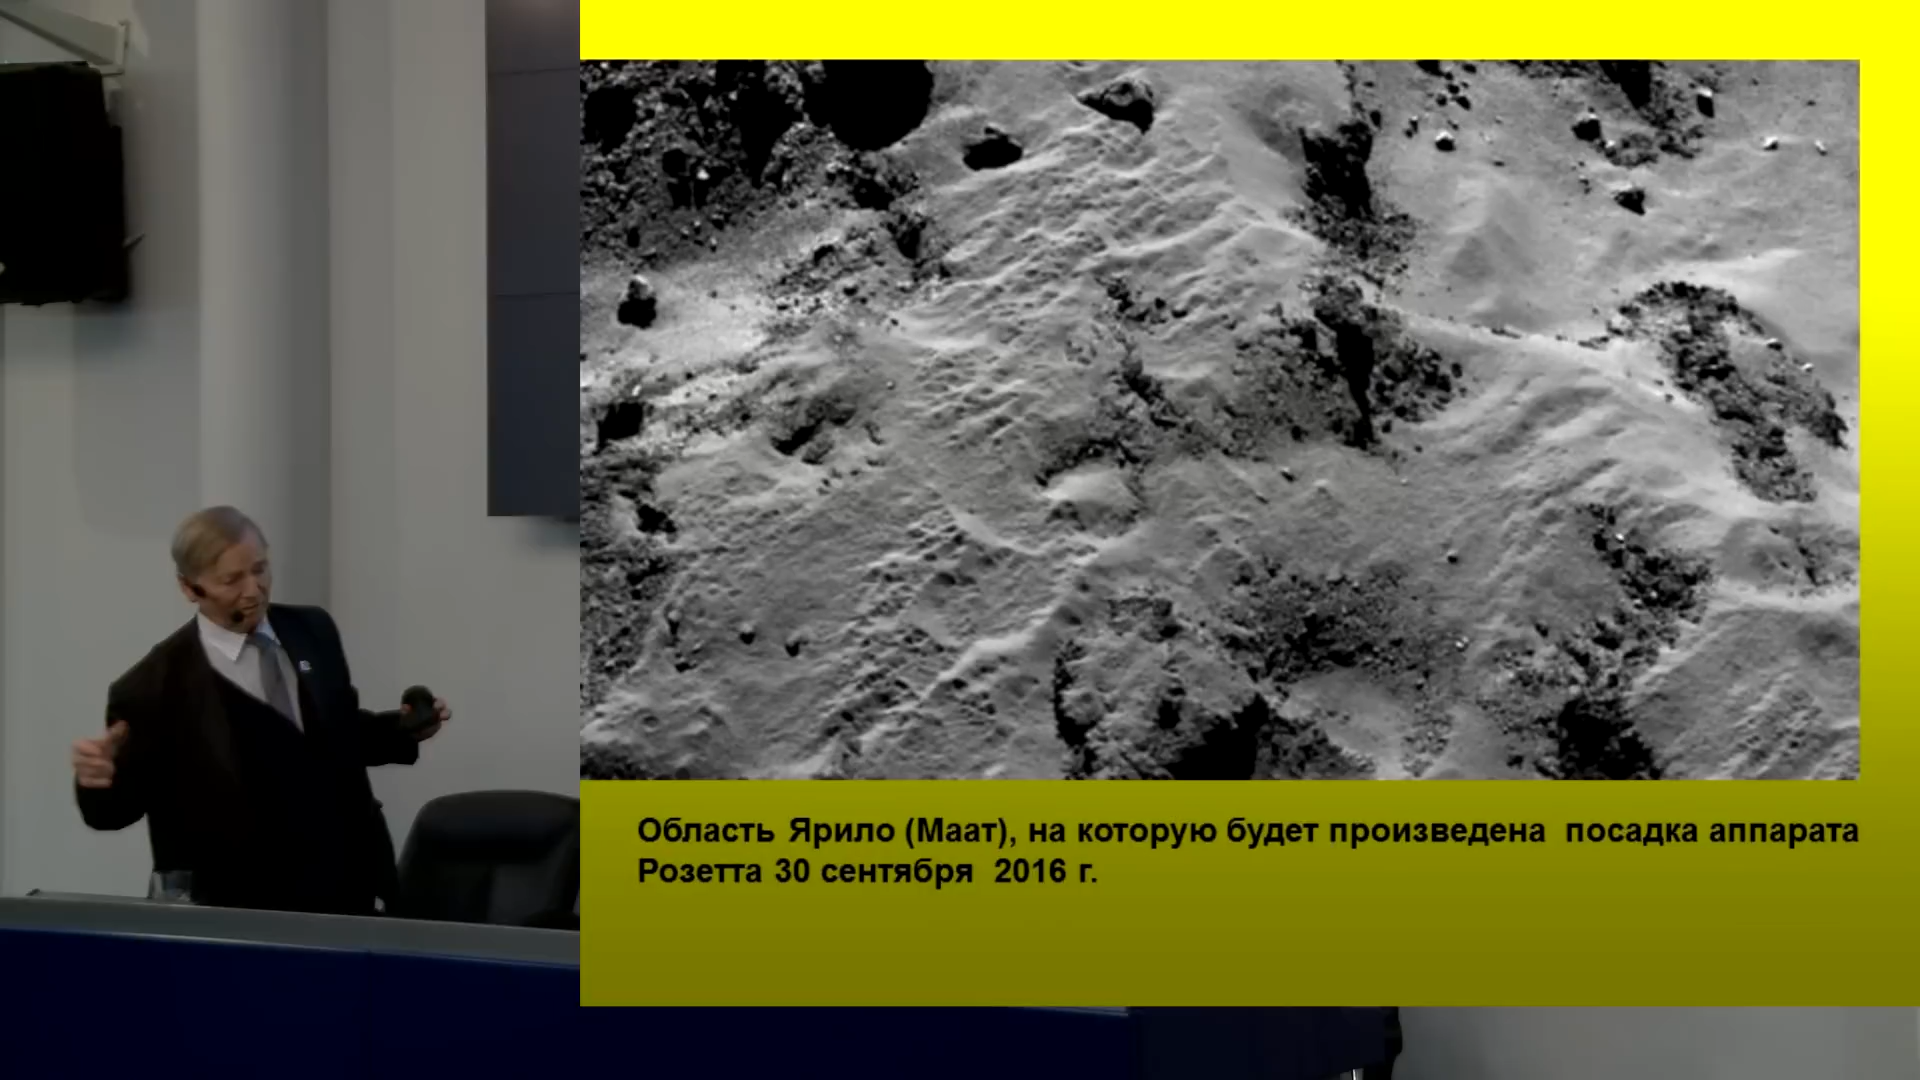 Область Ярило (Маат), на которую будет произведена посадка аппарата
Розетта 30 сентября 2016 г.